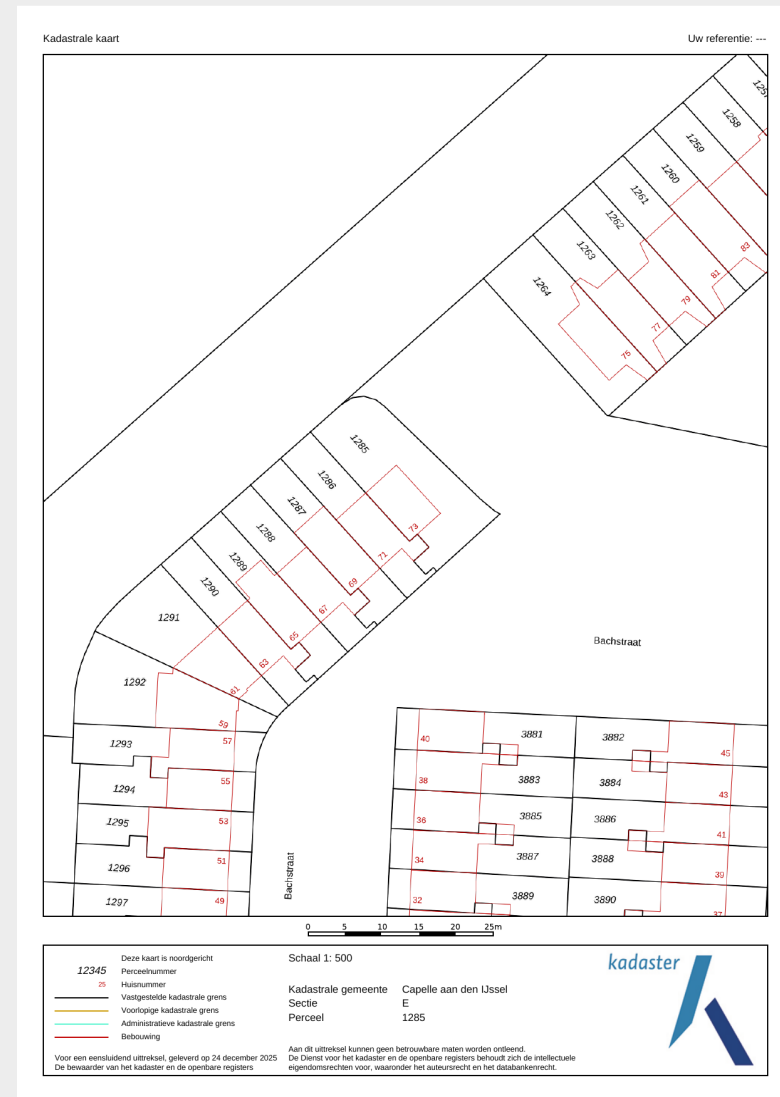 Kadastrale kaart
Uw referentie: ---
1257
1258
1259
1260
1261
1262
1263
1264
83
81
79
77
75
1285
1286
1287
1288
1289
1290
1291
1292
1293
1294
1295
1296
1297
73
71
69
67
65
63
61
59
57
55
53
51
49
Bachstraat
Bachstraat
40
3881
3882
45
38
3883
3884
43
36
3885
3886
41
34
3887
3888
39
32
3889
3890
37
0 5 10 15 20 25m
Deze kaart is noordgericht
12345 Perceelnummer
25 Huisnummer
Vastgestelde kadastrale grens
Voorlopige kadastrale grens
Administratieve kadastrale grens
Bebouwing
Voor een eensluidend uittreksel, geleverd op 24 december 2025
De bewaarder van het kadaster en de openbare registers
Schaal 1: 500
Kadastrale gemeente Capelle aan den IJssel
Sectie E
Perceel 1285
Aan dit uittreksel kunnen geen betrouwbare maten worden ontleend.
De Dienst voor het kadaster en de openbare registers behoudt zich de intellectuele
eigendomsrechten voor, waaronder het auteursrecht en het databankenrecht.
kadaster